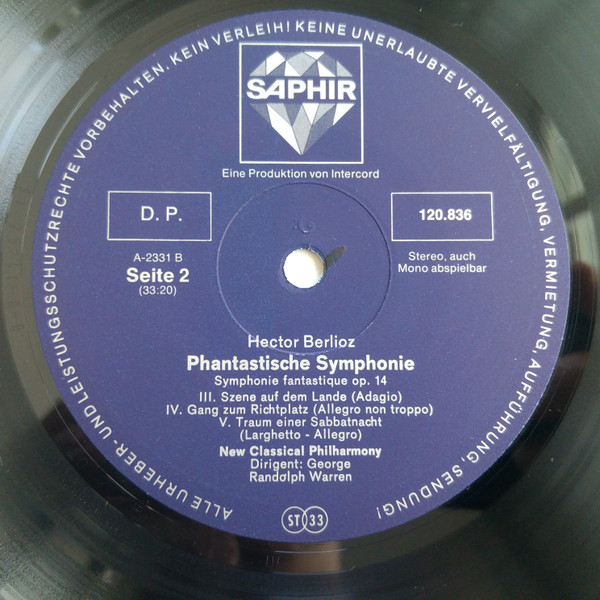 ALLE URHEBER- UND LEISTUNGSSCHUTZRECHTE VORBEHALTEN. KEIN VERLEIH! KEINE UNERLAUBTE VERVIELFÄLTIGUNG, VERMIETUNG, AUFFÜHRUNG, SENDUNG!
SAPHIR
Eine Produktion von Intercord
D. P.
120.836
A-2331 B
Seite 2
(33:20)
Stereo, auch
Mono abspielbar
Hector Berlioz
Phantastische Symphonie
Symphonie fantastique op. 14
III. Szene auf dem Lande (Adagio)
IV. Gang zum Richtplatz (Allegro non troppo)
V. Traum einer Sabbatnacht
(Larghetto - Allegro)
New Classical Philharmony
Dirigent: George
Randolph Warren
ST 33